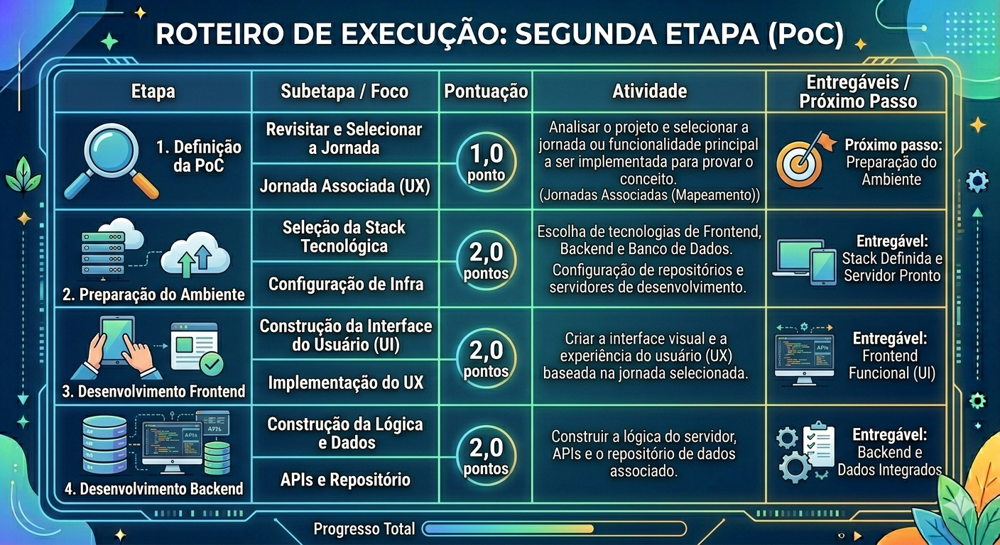 ROTEIRO DE EXECUÇÃO: SEGUNDA ETAPA (PoC)
Etapa
Subetapa / Foco
Pontuação
Atividade
Entregáveis /
Próximo Passo
1. Definição
da PoC
Revisitar e Selecionar
a Jornada
Jornada Associada (UX)
1,0
ponto
Analisar o projeto e selecionar a
jornada ou funcionalidade principal
a ser implementada para provar o
conceito.
(Jornadas Associadas (Mapeamento))
Próximo passo:
Preparação do
Ambiente
2. Preparação do Ambiente
Seleção da Stack
Tecnológica
Configuração de Infra
2,0
pontos
Escolha de tecnologias de Frontend,
Backend e Banco de Dados.
Configuração de repositórios e
servidores de desenvolvimento.
Entregável:
Stack Definida e
Servidor Pronto
3. Desenvolvimento Frontend
Construção da Interface
do Usuário (UI)
Implementação do UX
2,0
pontos
Criar a interface visual e a
experiência do usuário (UX)
baseada na jornada selecionada.
APIs
Entregável:
Frontend
Funcional (UI)
APIs
APIs
4. Desenvolvimento Backend
Construção da Lógica
e Dados
APIs e Repositório
2,0
pontos
Construir a lógica do servidor,
APIs e o repositório de dados
associado.
Entregável:
Backend e
Dados Integrados
Progresso Total